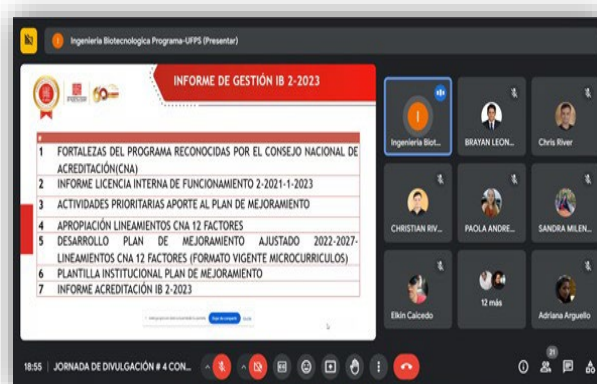 Ingenieria Biotecnologica Programa-UFPS (Presentar)
INFORME DE GESTIÓN IB 2-2023
#
1 FORTALEZAS DEL PROGRAMA RECONOCIDAS POR EL CONSEJO NACIONAL DE
ACREDITACIÓN(CNA)
2 INFORME LICENCIA INTERNA DE FUNCIONAMIENTO 2-2021-1-2023
3 ACTIVIDADES PRIORITARIAS APORTE AL PLAN DE MEJORAMIENTO
4 APROPIACIÓN LINEAMIENTOS CNA 12 FACTORES
5 DESARROLLO PLAN DE MEJORAMIENTO AJUSTADO 2022-2027-
LINEAMIENTOS CNA 12 FACTORES (FORMATO VIGENTE MICROCURRICULOS)
6 PLANTILLA INSTITUCIONAL PLAN DE MEJORAMIENTO
7 INFORME ACREDITACIÓN IB 2-2023
I
Ingenieria Biot...
BRAYAN LEON...
Chris River
CHRISTIAN RIV...
PAOLA ANDRE...
SANDRA MILEN...
Elkin Caicedo
12 más
Adriana Arguello
18:55 | JORNADA DE DIVULGACIÓN # 4 CON...
21